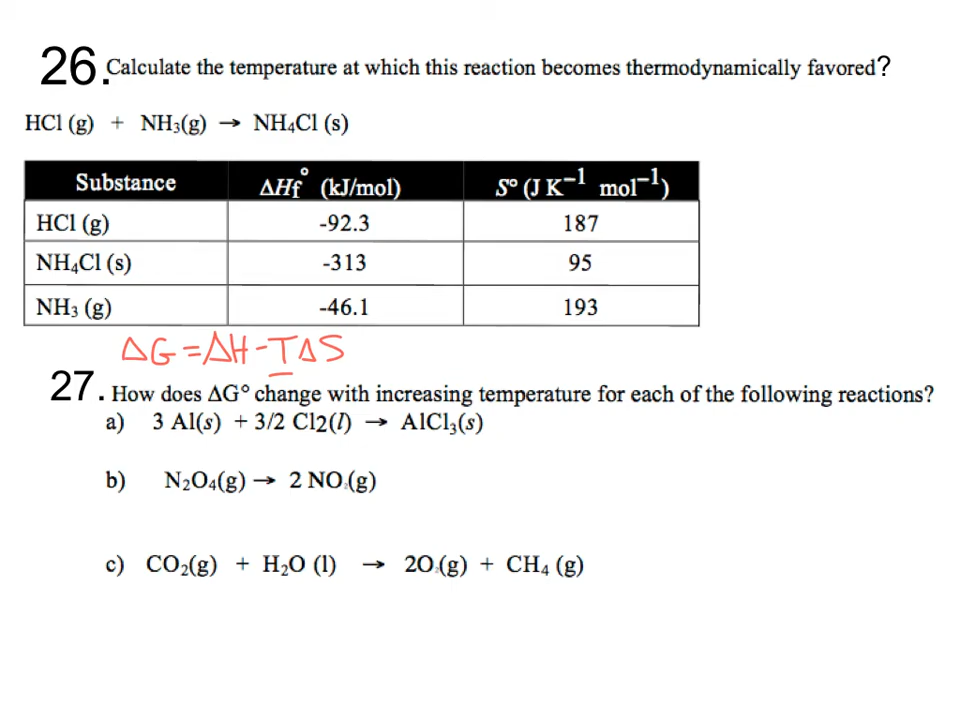 26. Calculate the temperature at which this reaction becomes thermodynamically favored?
HCl (g) + NH₃(g) → NH₄Cl (s)
Substance ΔHf° (kJ/mol) S° (J K⁻¹ mol⁻¹)
HCl (g) -92.3 187
NH₄Cl (s) -313 95
NH₃ (g) -46.1 193
ΔG = ΔH - TΔS
27. How does ΔG° change with increasing temperature for each of the following reactions?
a) 3 Al(s) + 3/2 Cl2(l) → AlCl₃(s)
b) N₂O₄(g) → 2 NO₂(g)
c) CO₂(g) + H₂O (l) → 2O₂(g) + CH₄ (g)